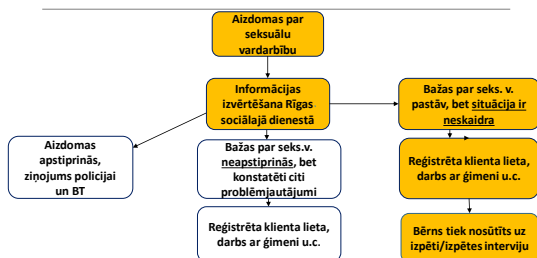 Aizdomas par
seksuālu
vardarbību
Informācijas
izvērtēšana Rīgas
sociālajā dienestā
Bažas par seks. v.
pastāv, bet situācija ir
neskaidra
Aizdomas
apstiprinās,
ziņojums policijai
un BT
Bažas par seks.v.
neapstiprinās, bet
konstatēti citi
problēmjautājumi
Reģistrēta klienta lieta,
darbs ar ģimeni u.c.
Reģistrēta klienta lieta,
darbs ar ģimeni u.c.
Bērns tiek nosūtīts uz
izpēti/izpētes interviju